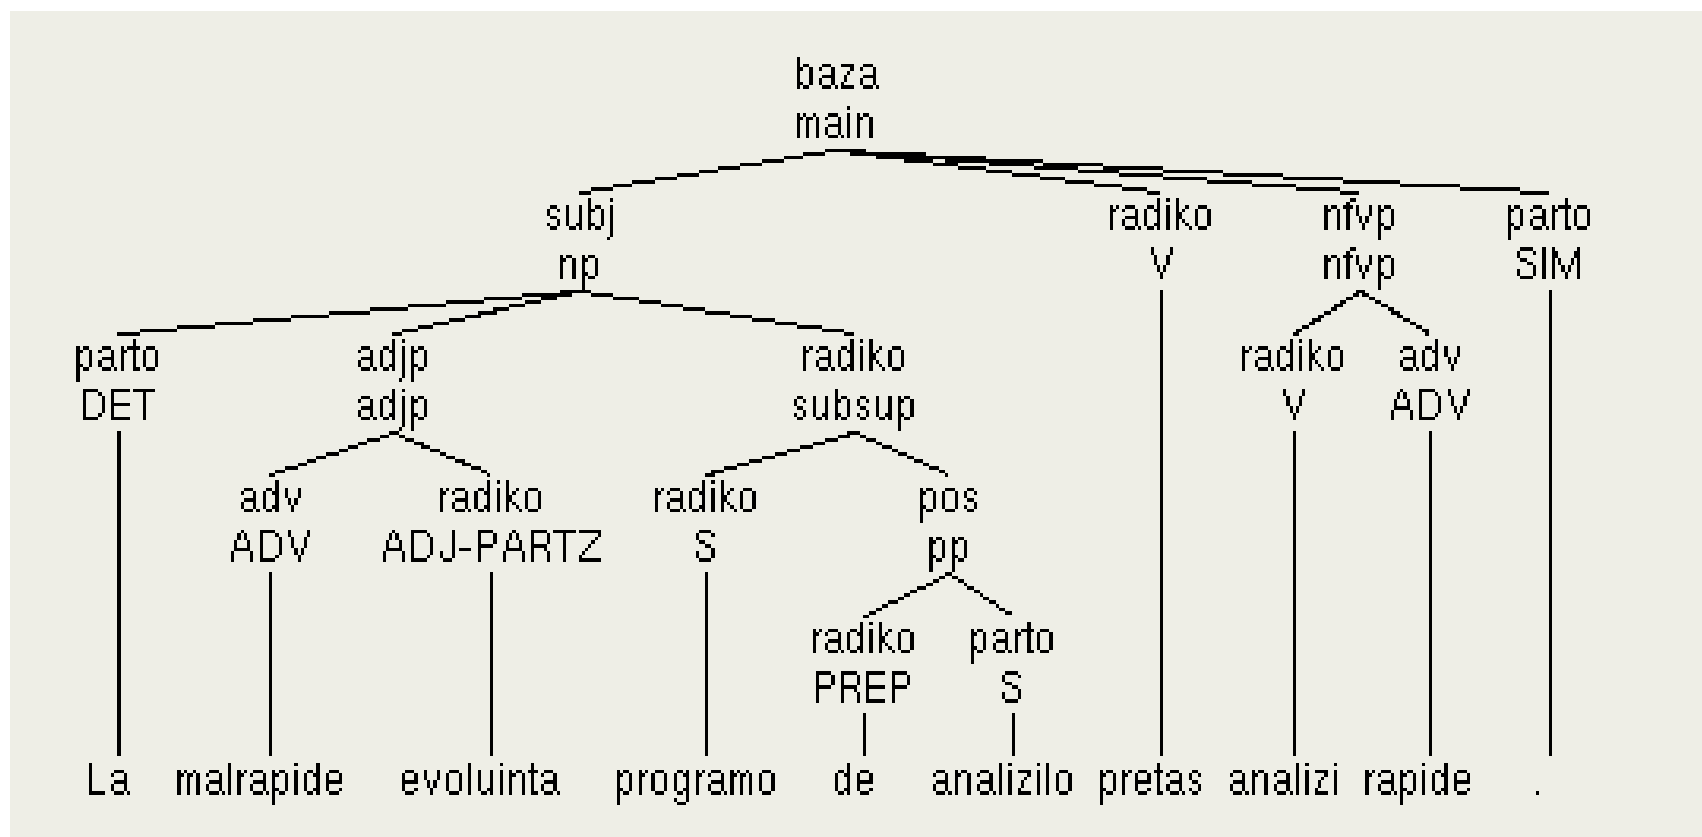 baza
main
subj radiko nfvp parto
np V nfvp SIM
parto adjp radiko radiko adv
DET adjp subsup V ADV
adv radiko radiko pos
ADV ADJ-PARTZ S pp
radiko parto
PREP S
La malrapide evoluinta programo de analizilo pretas analizi rapide .